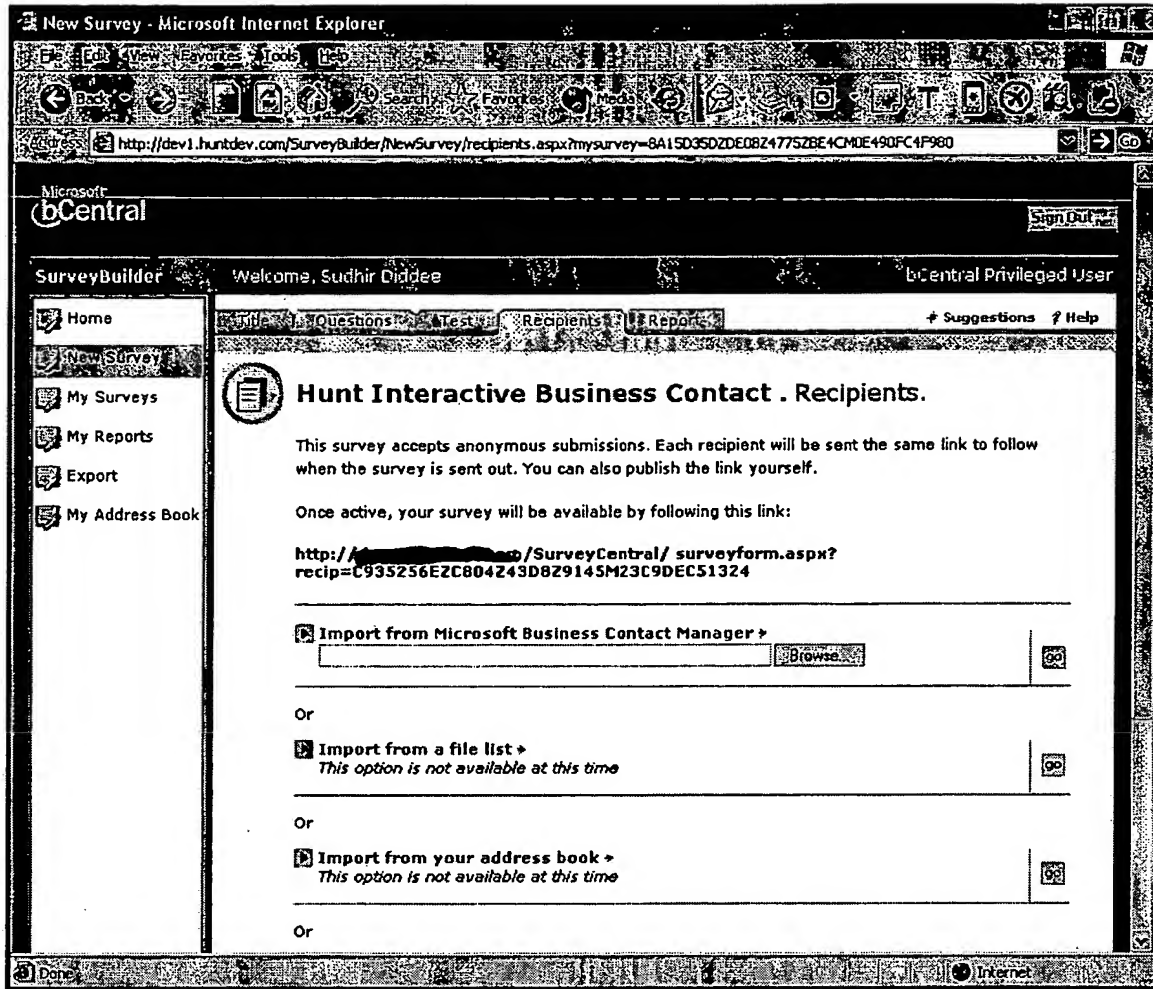 New Survey - Microsoft Internet Explorer
File Edit View Favorites Tools Help
Back Search Favorites Media
Address http://dev1.huntdev.com/SurveyBuilder/NewSurvey/recipients.aspx?mysurvey=8A15D35DZDE08Z4775ZBE4CM0E490FC4F980 Go
Microsoft
bCentral
Sign Out
SurveyBuilder Welcome, Sudhir Diddee bCentral Privileged User
Home
New Survey
My Surveys
My Reports
Export
My Address Book
Title Questions Test Recipients Report
Suggestions ? Help
Hunt Interactive Business Contact . Recipients.
This survey accepts anonymous submissions. Each recipient will be sent the same link to follow
when the survey is sent out. You can also publish the link yourself.
Once active, your survey will be available by following this link:
http:// /SurveyCentral/ surveyform.aspx?
recip=C935256EZC804Z43D8Z9145M23C9DEC51324
Import from Microsoft Business Contact Manager
Browse... go
Or
Import from a file list
This option is not available at this time
go
Or
Import from your address book
This option is not available at this time
go
Or
Done Internet